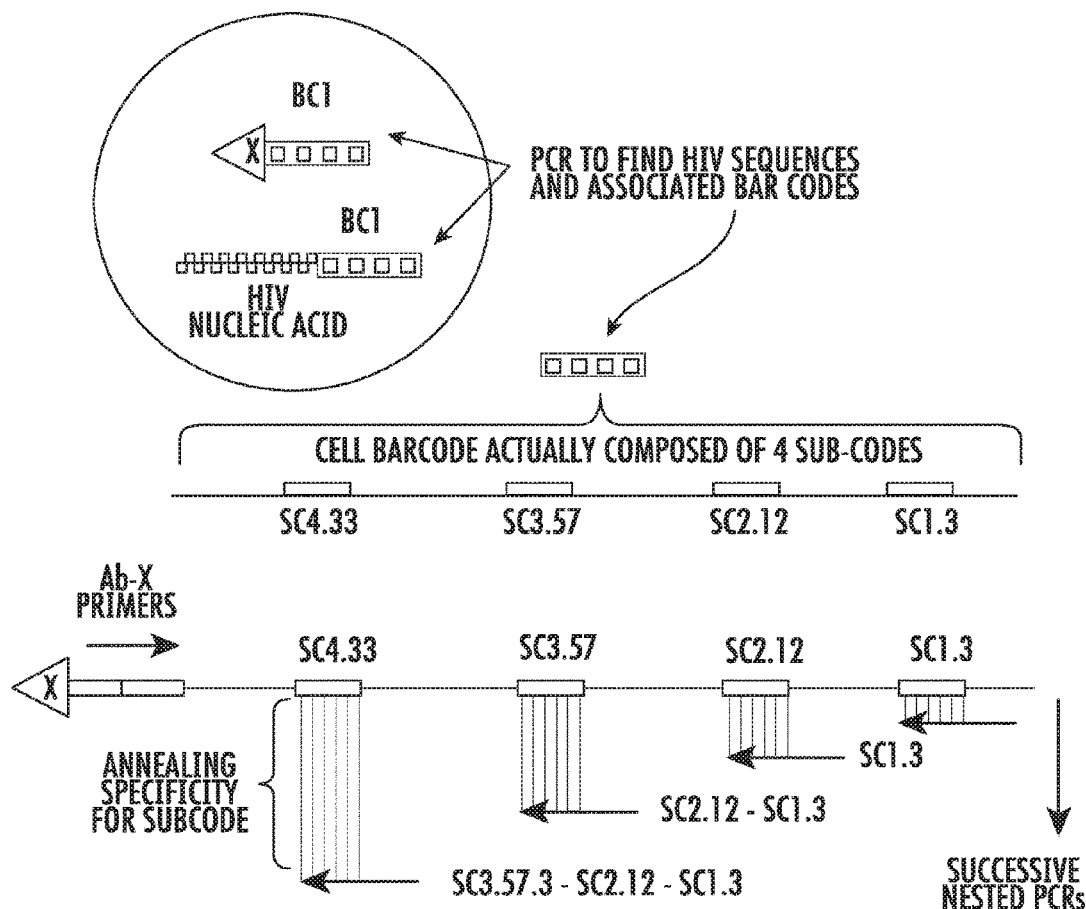 BC1
X
PCR TO FIND HIV SEQUENCES
AND ASSOCIATED BAR CODES
BC1
HIV
NUCLEIC ACID
CELL BARCODE ACTUALLY COMPOSED OF 4 SUB-CODES
SC4.33 SC3.57 SC2.12 SC1.3
Ab-X
PRIMERS
SC4.33 SC3.57 SC2.12 SC1.3
X
ANNEALING
SPECIFICITY
FOR SUBCODE
SC1.3
SC2.12 - SC1.3
SC3.57.3 - SC2.12 - SC1.3
SUCCESSIVE
NESTED PCRs